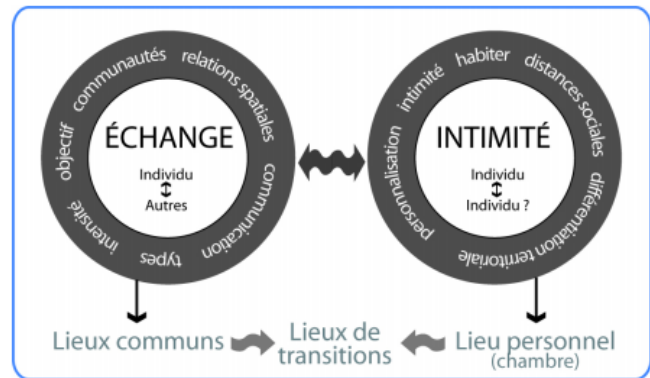 communautés
relations spatiales
communication
types
intensité
objectif
ÉCHANGE
Individu
Autres
intimité
habiter
distances sociales
différentiation territoriale
personnalisation
INTIMITÉ
Individu
Individu ?
Lieux communs
Lieux de
transitions
Lieu personnel
(chambre)